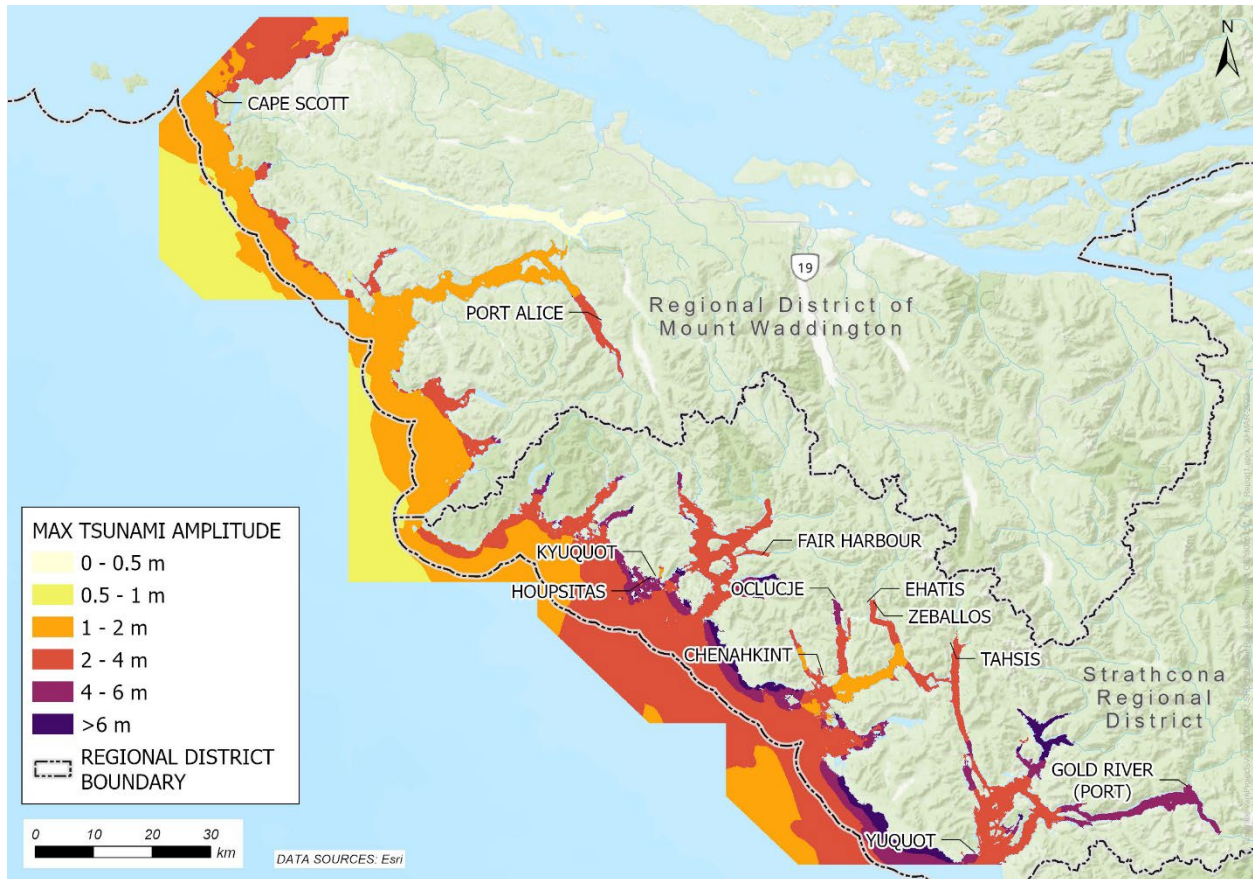 N
CAPE SCOTT
19
PORT ALICE
Regional District of
Mount Waddington
FAIR HARBOUR
KYUQUOT
HOUPSITAS
OCLUCJE
EHATIS
ZEBALLOS
CHENAHKINT
TAHSIS
Strathcona
Regional
District
GOLD RIVER
(PORT)
YUQUOT
MAX TSUNAMI AMPLITUDE
0 - 0.5 m
0.5 - 1 m
1 - 2 m
2 - 4 m
4 - 6 m
>6 m
REGIONAL DISTRICT
BOUNDARY
0 10 20 30
km
DATA SOURCES: Esri